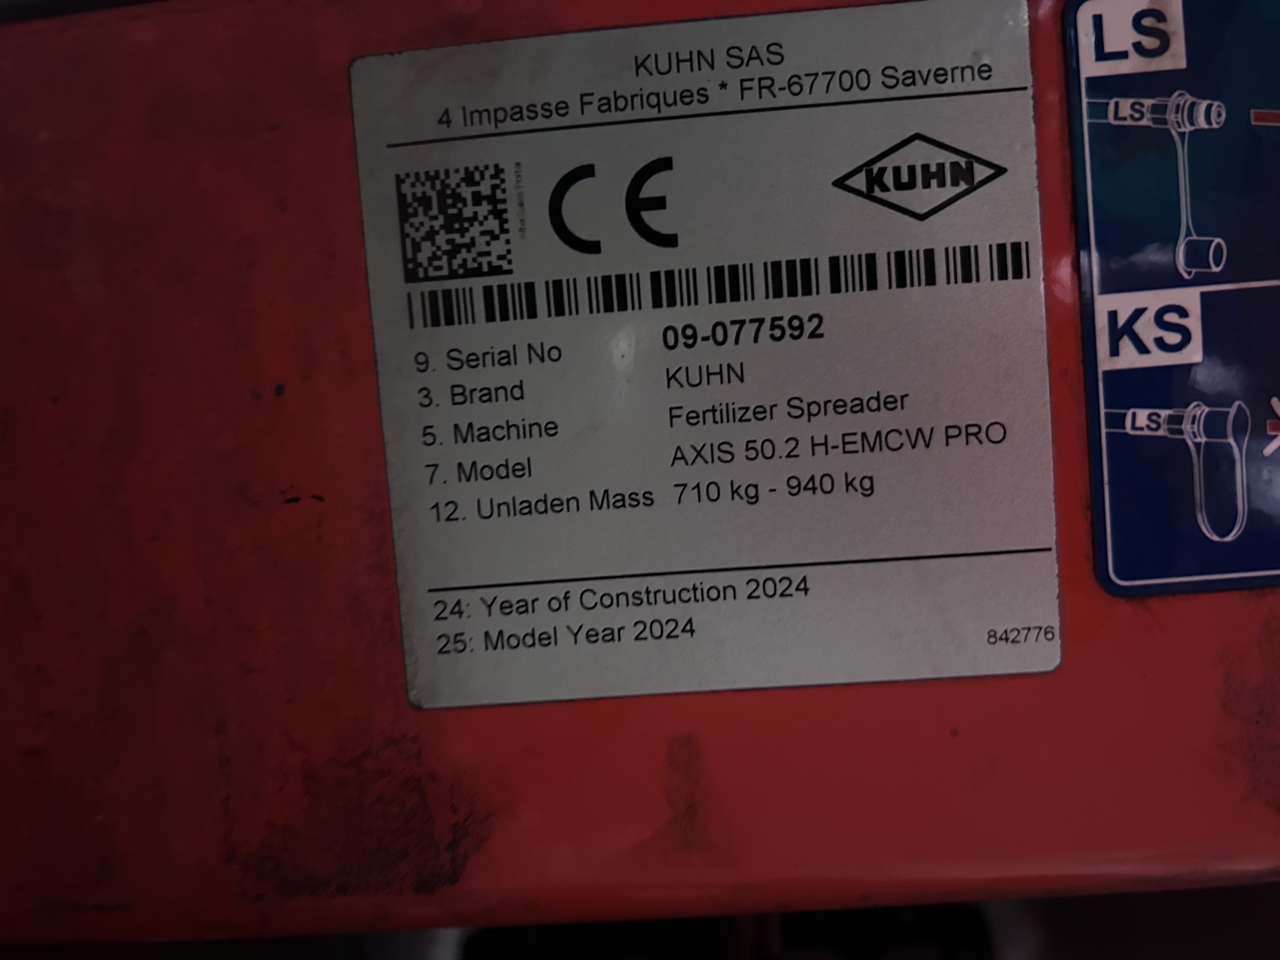 KUHN SAS
4 Impasse Fabriques * FR-67700 Saverne
CE
KUHN
9. Serial No 09-077592
3. Brand KUHN
5. Machine Fertilizer Spreader
7. Model AXIS 50.2 H-EMCW PRO
12. Unladen Mass 710 kg - 940 kg
24: Year of Construction 2024
25: Model Year 2024
842776
LS
LS
KS
LS